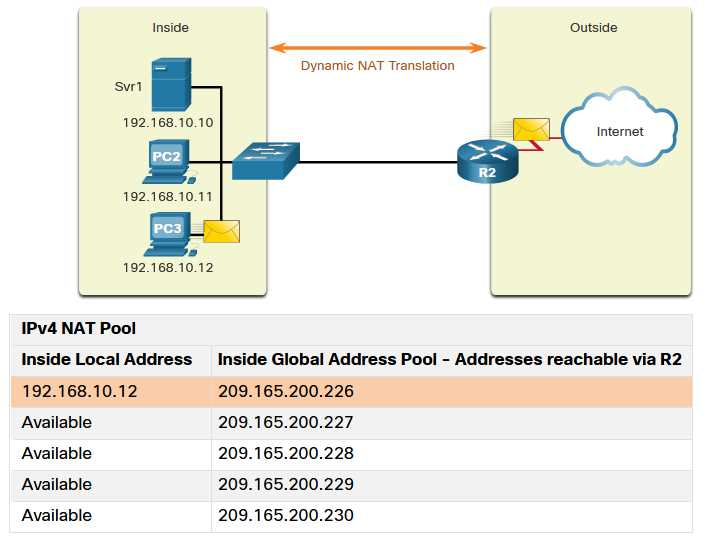 Inside
Outside
Dynamic NAT Translation
Svr1
192.168.10.10
PC2
192.168.10.11
PC3
192.168.10.12
R2
Internet
IPv4 NAT Pool
Inside Local Address Inside Global Address Pool – Addresses reachable via R2
192.168.10.12 209.165.200.226
Available 209.165.200.227
Available 209.165.200.228
Available 209.165.200.229
Available 209.165.200.230